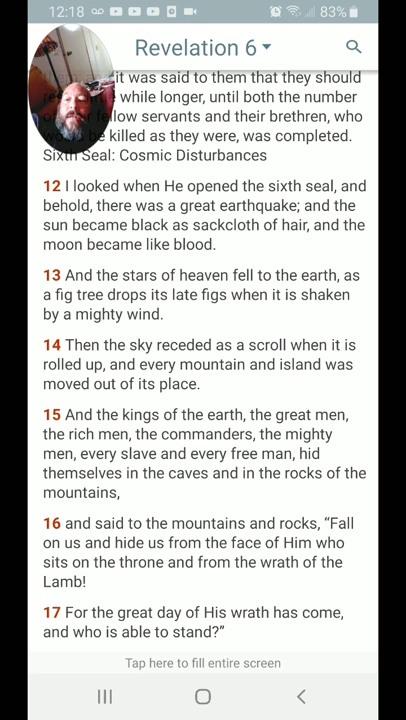 12:18
83%
Revelation 6
it was said to them that they should
while longer, until both the number
fellow servants and their brethren, who
be killed as they were, was completed.
Sixth Seal: Cosmic Disturbances
12 I looked when He opened the sixth seal, and
behold, there was a great earthquake; and the
sun became black as sackcloth of hair, and the
moon became like blood.
13 And the stars of heaven fell to the earth, as
a fig tree drops its late figs when it is shaken
by a mighty wind.
14 Then the sky receded as a scroll when it is
rolled up, and every mountain and island was
moved out of its place.
15 And the kings of the earth, the great men,
the rich men, the commanders, the mighty
men, every slave and every free man, hid
themselves in the caves and in the rocks of the
mountains,
16 and said to the mountains and rocks, “Fall
on us and hide us from the face of Him who
sits on the throne and from the wrath of the
Lamb!
17 For the great day of His wrath has come,
and who is able to stand?”
Tap here to fill entire screen